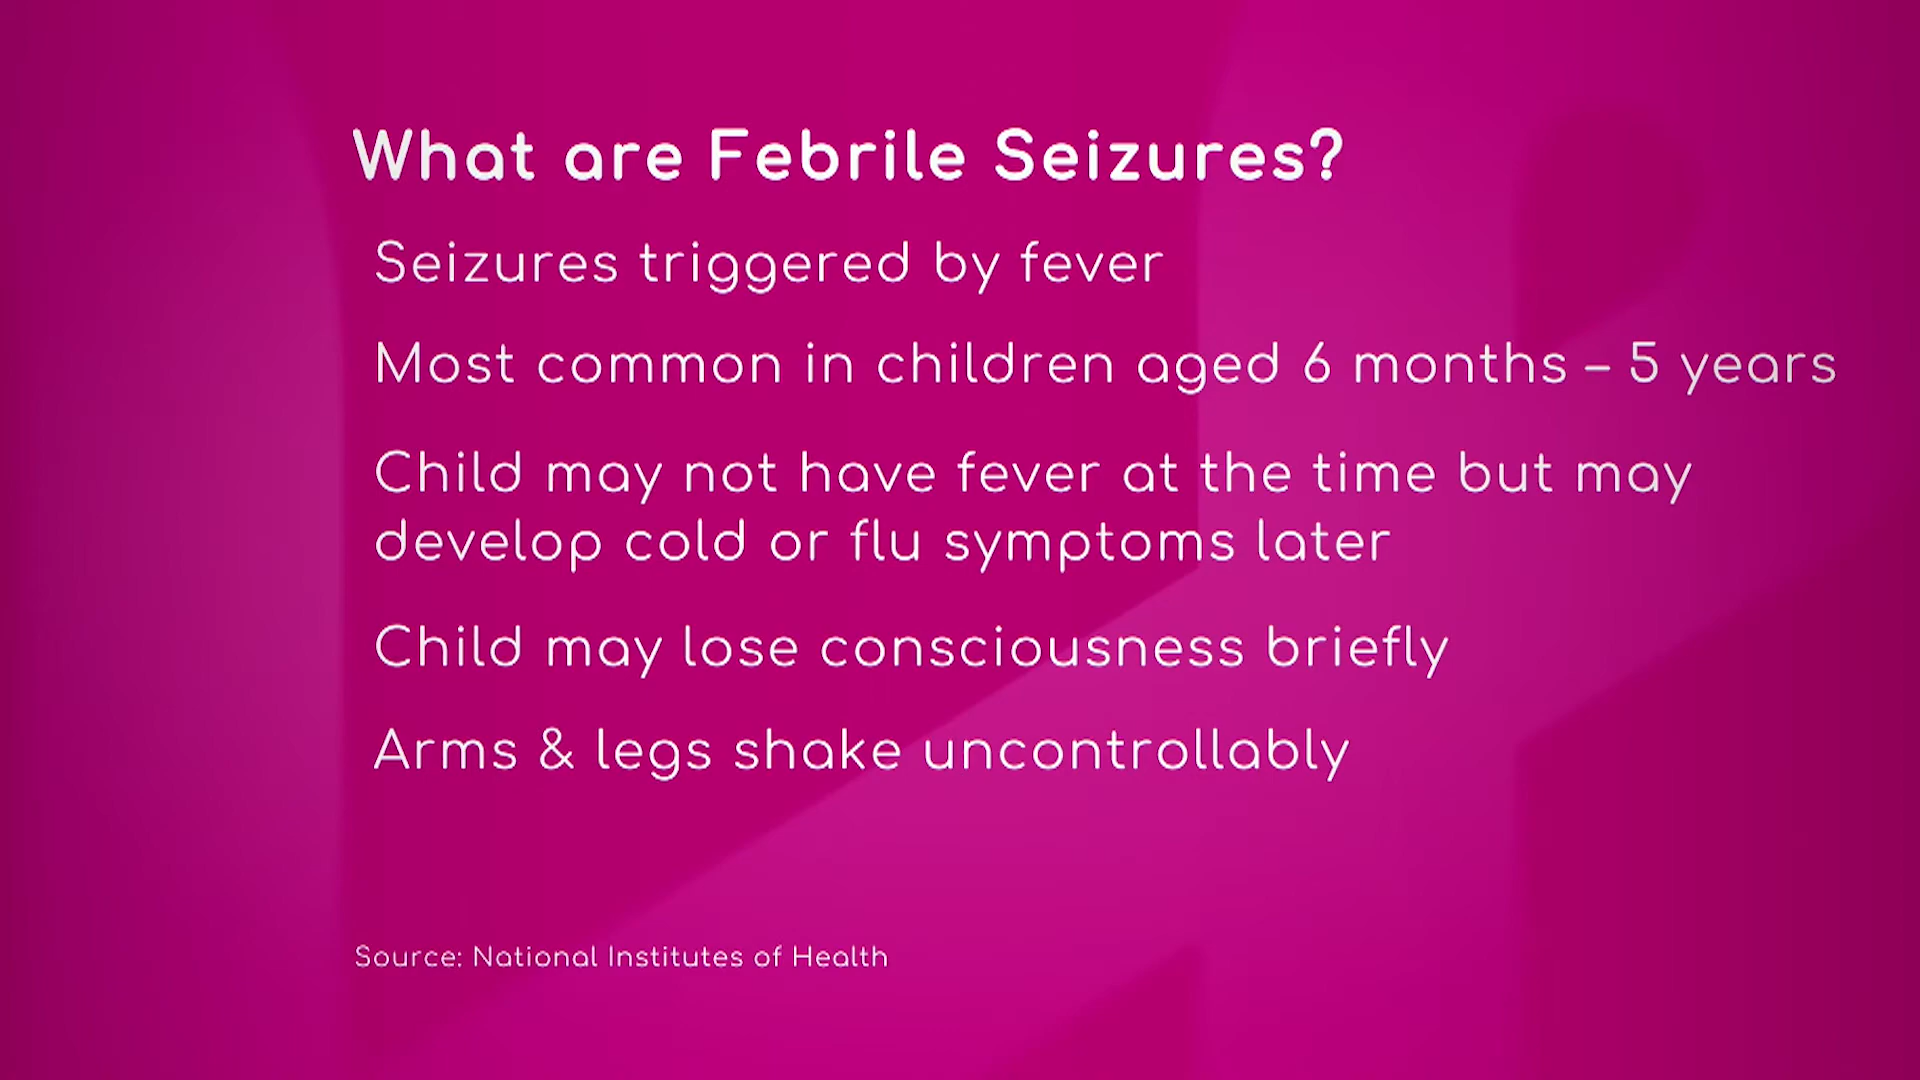 What are Febrile Seizures?
Seizures triggered by fever
Most common in children aged 6 months – 5 years
Child may not have fever at the time but may
develop cold or flu symptoms later
Child may lose consciousness briefly
Arms & legs shake uncontrollably
Source: National Institutes of Health